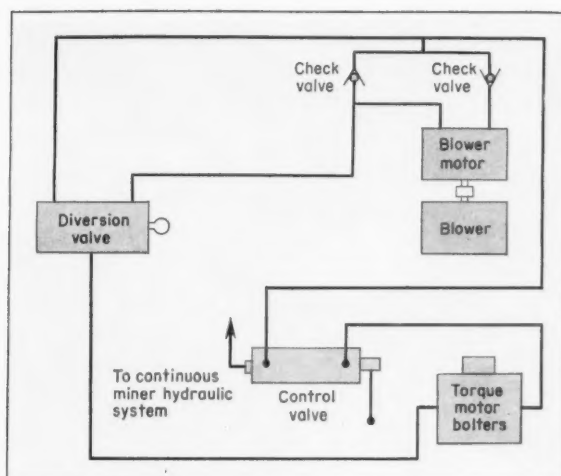 Check
valve
Check
valve
Blower
motor
Diversion
valve
Blower
To continuous
miner hydraulic
system
Control
valve
Torque
motor
bolters